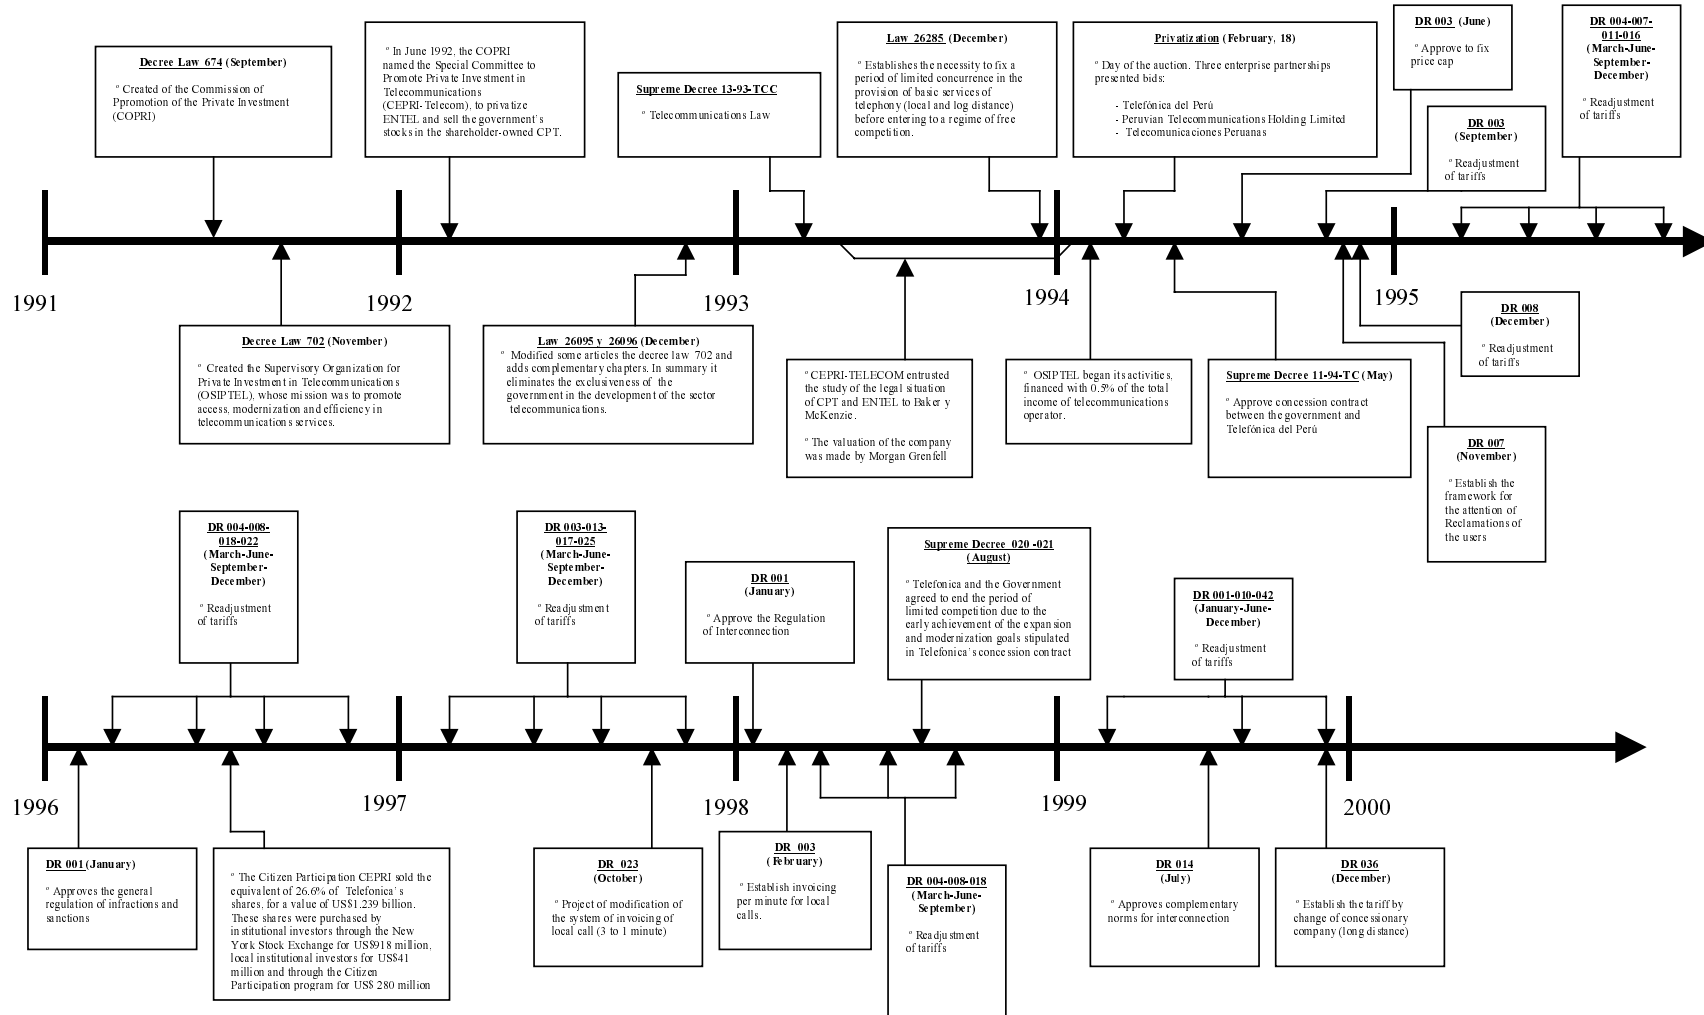 Decree Law 674 (September)
º Created of the Commission of
Ppromotion of the Private Investment
(COPRI)
º In June 1992, the COPRI
named the Special Committee to
Promote Private Investment in
Telecommunications
(CEPRI-Telecom), to privatize
ENTEL and sell the government's
stocks in the shareholder-owned CPT.
Supreme Decree 13-93-TCC
º Telecommunications Law
Law 26285 (December)
º Establishes the necessity to fix a
period of limited concurrence in the
provision of basic services of
telephony (local and log distance)
before entering to a regime of free
competition.
Privatization (February, 18)
º Day of the auction. Three enterprise partnerships
presented bids:
- Telefónica del Perú
- Peruvian Telecommunications Holding Limited
- Telecomunicaciones Peruanas
DR 003 (June)
º Approve to fix
price cap
DR 003
(September)
º Readjustment
of tariffs
DR 004-007-
011-016
(March-June-
September-
December)
º Readjustment
of tariffs
1991
1992
1993
1994
1995
Decree Law 702 (November)
º Created the Supervisory Organization for
Private Investment in Telecommunications
(OSIPTEL), whose mission was to promote
access, modernization and efficiency in
telecommunications services.
Law 26095 y 26096 (December)
º Modified some articles the decree law 702 and
adds complementary chapters. In summary it
eliminates the exclusiveness of the
government in the development of the sector
telecommunications.
º CEPRI-TELECOM entrusted
the study of the legal situation
of CPT and ENTEL to Baker y
McKenzie.
º The valuation of the company
was made by Morgan Grenfell
º OSIPTEL began its activities,
financed with 0.5% of the total
income of telecommunications
operator.
Supreme Decree 11-94-TC (May)
º Approve concession contract
between the government and
Telefónica del Perú
DR 008
(December)
º Readjustment
of tariffs
DR 007
(November)
º Establish the
framework for
the attention of
Reclamations of
the users
DR 004-008-
018-022
(March-June-
September-
December)
º Readjustment
of tariffs
DR 003-013-
017-025
(March-June-
September-
December)
º Readjustment
of tariffs
DR 001
(January)
º Approve the Regulation
of Interconnection
Supreme Decree 020 -021
(August)
º Telefonica and the Government
agreed to end the period of
limited competition due to the
early achievement of the expansion
and modernization goals stipulated
in Telefonica's concession contract
DR 001-010-042
(January-June-
December)
º Readjustment
of tariffs
1996
1997
1998
1999
2000
DR 001 (January)
º Approves the general
regulation of infractions and
sanctions
º The Citizen Participation CEPRI sold the
equivalent of 26.6% of Telefonica's
shares, for a value of US$1.239 billion.
These shares were purchased by
institutional investors through the New
York Stock Exchange for US$918 million,
local institutional investors for US$41
million and through the Citizen
Participation program for US$ 280 million
DR 023
(October)
º Project of modification of
the system of invoicing of
local call (3 to 1 minute)
DR 003
(February)
º Establish invoicing
per minute for local
calls.
DR 004-008-018
(March-June-
September)
º Readjustment
of tariffs
DR 014
(July)
º Approves complementary
norms for interconnection
DR 036
(December)
º Establish the tariff by
change of concessionary
company (long distance)